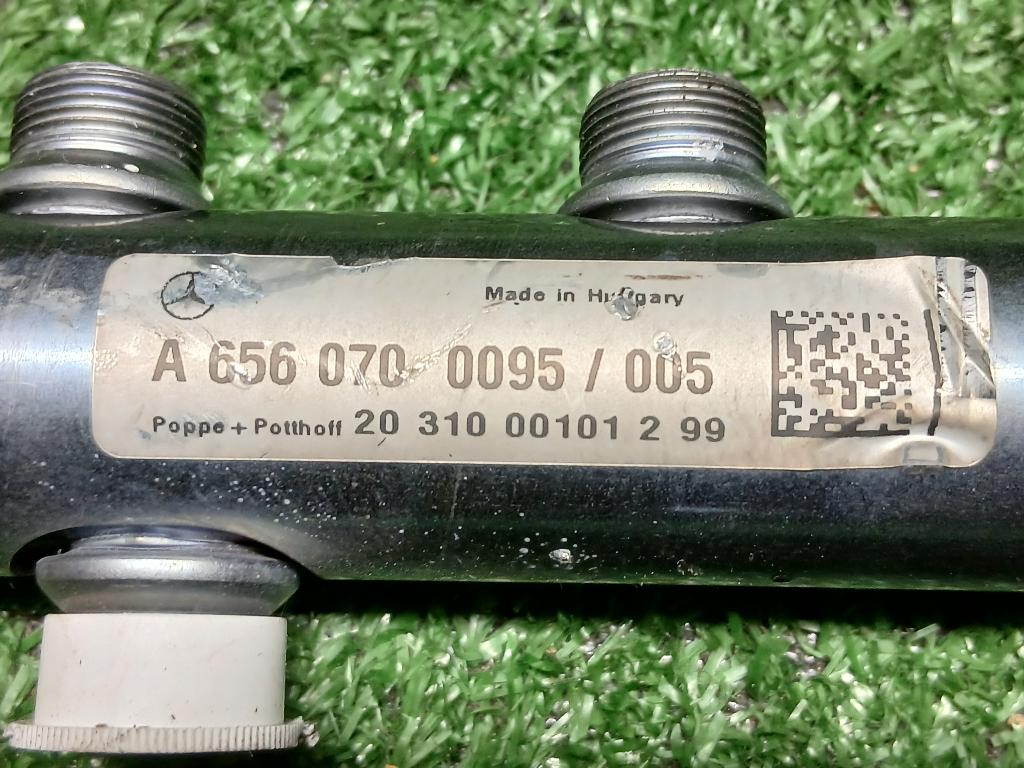 Made in Hungary
A 656 070 0095 / 005
Poppe + Potthoff 20 310 00101 2 99